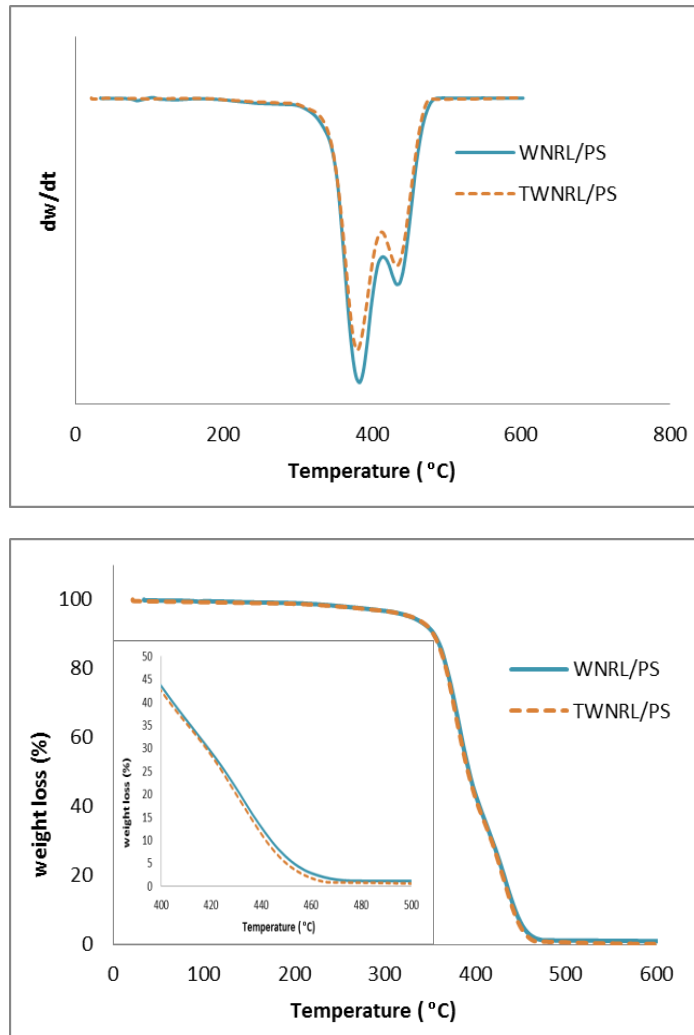 dw/dt
WNRL/PS
TWNRL/PS
0 200 400 600 800
Temperature ( °C)
100
80
60
40
20
0
weight loss (%)
WNRL/PS
TWNRL/PS
50
45
40
35
30
25
20
15
10
5
0
weight loss (%)
400 420 440 460 480 500
Temperature ( °C)
0 100 200 300 400 500 600
Temperature ( °C)